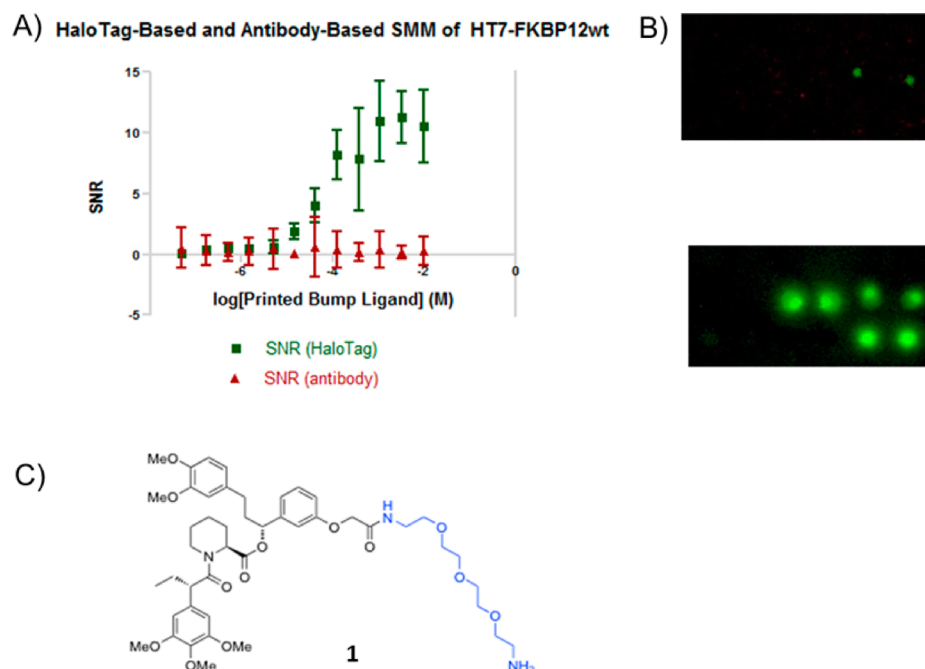 A) HaloTag-Based and Antibody-Based SMM of HT7-FKBP12wt
B)
15
10
SNR
5
0
-5
-6
-4
-2
0
log[Printed Bump Ligand] (M)
SNR (HaloTag)
SNR (antibody)
C)
MeO
MeO
H
N
O
O
O
O
N
O
O
O
O
O
MeO
OMe
OMe
NH2
1